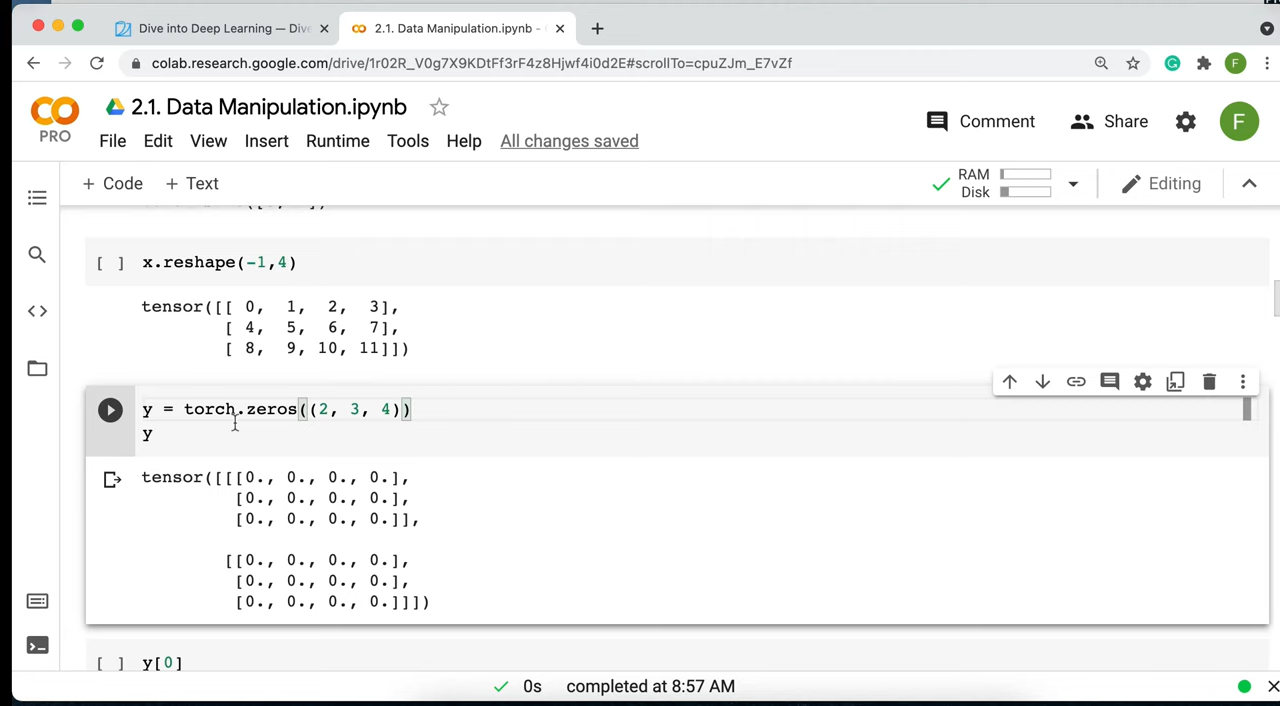 Dive into Deep Learning — Dive
2.1. Data Manipulation.ipynb -
colab.research.google.com/drive/1r02R_V0g7X9KDtFf3rF4z8Hjwf4i0d2E#scrollTo=cpuZJm_E7vZf
F
PRO
2.1. Data Manipulation.ipynb
File Edit View Insert Runtime Tools Help All changes saved
Comment
Share
F
+ Code + Text
RAM
Disk
Editing
[ ] x.reshape(-1,4)
tensor([[ 0, 1, 2, 3],
[ 4, 5, 6, 7],
[ 8, 9, 10, 11]])
y = torch.zeros((2, 3, 4))
y
tensor([[[0., 0., 0., 0.],
[0., 0., 0., 0.],
[0., 0., 0., 0.]],
[[0., 0., 0., 0.],
[0., 0., 0., 0.],
[0., 0., 0., 0.]]])
[ ] y[0]
0s completed at 8:57 AM